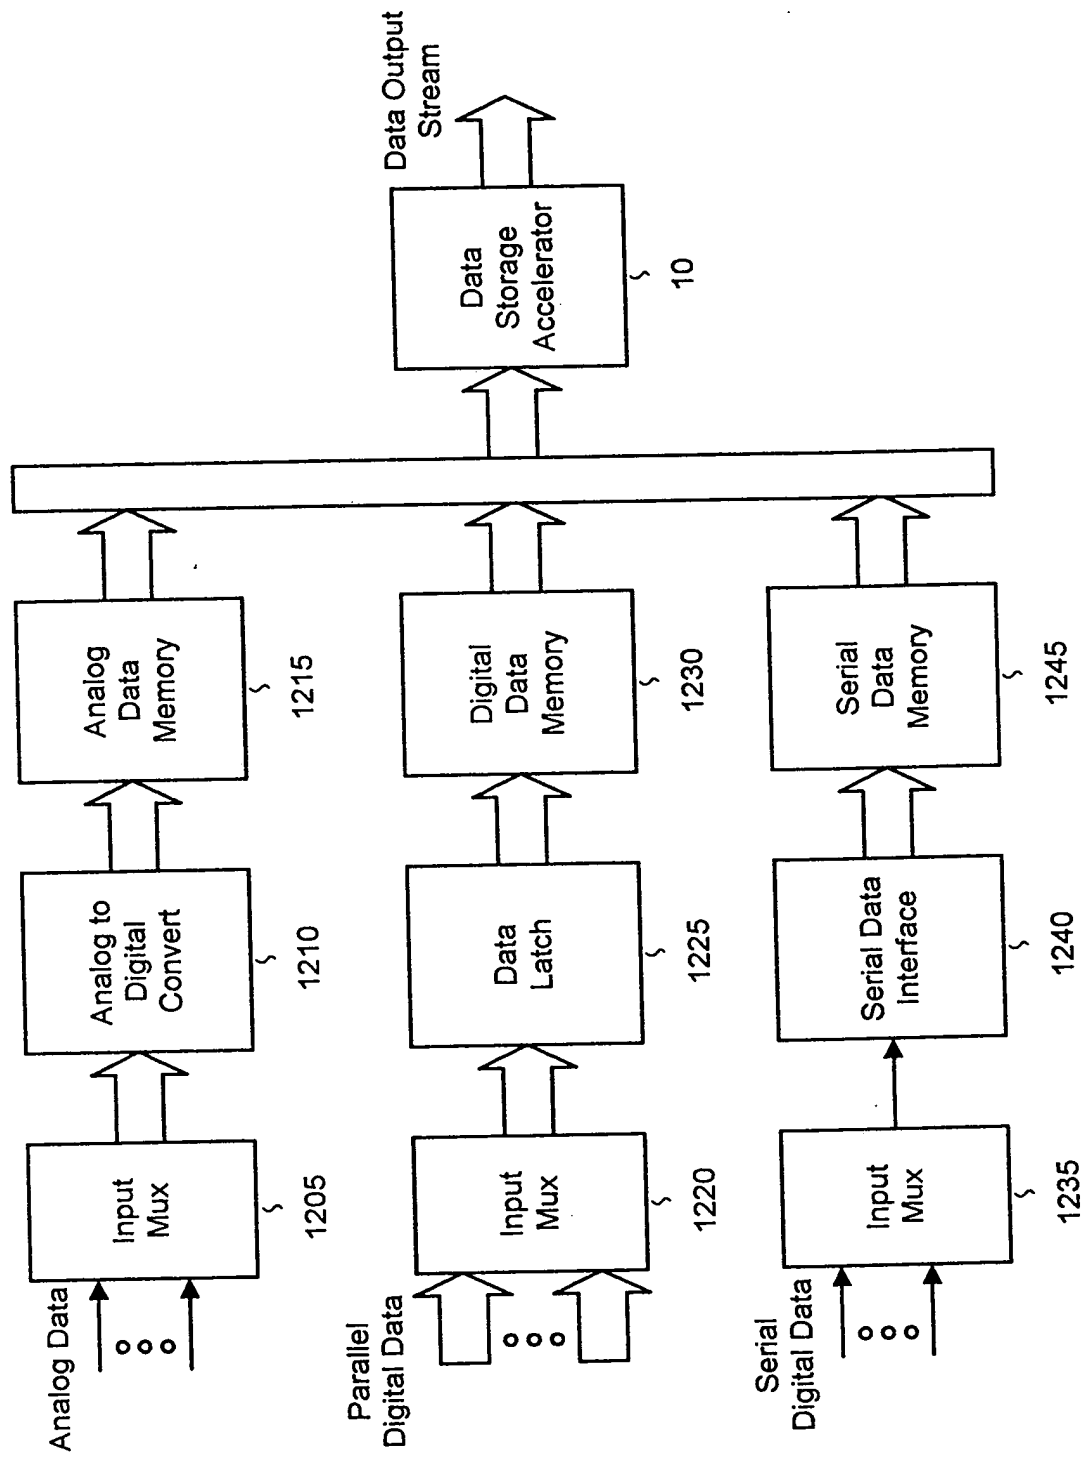 Analog Data
Input
Mux
1205
Analog to
Digital
Convert
1210
Analog
Data
Memory
1215
Parallel
Digital Data
Input
Mux
1220
Data
Latch
1225
Digital
Data
Memory
1230
Serial
Digital Data
Input
Mux
1235
Serial Data
Interface
1240
Serial
Data
Memory
1245
Data
Storage
Accelerator
10
Data Output
Stream